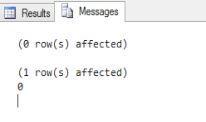 Results Messages
(0 row(s) affected)
(1 row(s) affected)
0